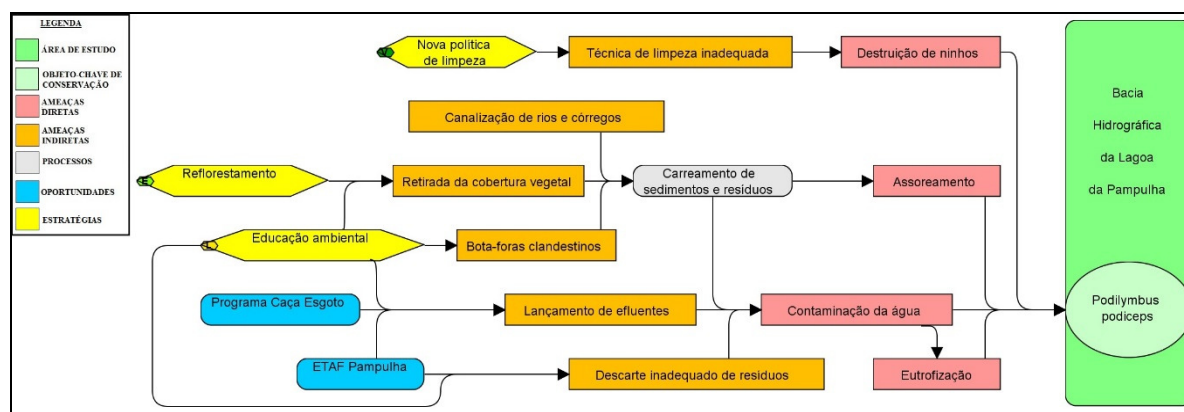 LEGENDA
ÁREA DE ESTUDO
OBJETO-CHAVE DE
CONSERVAÇÃO
AMEAÇAS
DIRETAS
AMEAÇAS
INDIRETAS
PROCESSOS
OPORTUNIDADES
ESTRATÉGIAS
Nova política
de limpeza
Técnica de limpeza inadequada
Destruição de ninhos
Canalização de rios e córregos
Reflorestamento
Retirada da cobertura vegetal
Carreamento de
sedimentos e resíduos
Assoreamento
Educação ambiental
Bota-foras clandestinos
Programa Caça Esgoto
Lançamento de efluentes
Contaminação da água
ETAF Pampulha
Descarte inadequado de residuos
Eutrofização
Bacia
Hidrográfica
da Lagoa
da Pampulha
Podilymbus
podiceps